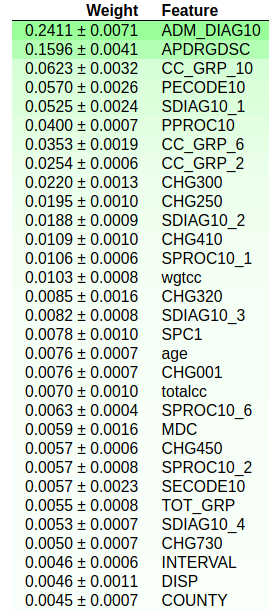 Weight Feature
0.2411 ± 0.0071 ADM_DIAG10
0.1596 ± 0.0041 APDRGDSC
0.0623 ± 0.0032 CC_GRP_10
0.0570 ± 0.0026 PECODE10
0.0525 ± 0.0024 SDIAG10_1
0.0400 ± 0.0007 PPROC10
0.0353 ± 0.0019 CC_GRP_6
0.0254 ± 0.0006 CC_GRP_2
0.0220 ± 0.0013 CHG300
0.0195 ± 0.0010 CHG250
0.0188 ± 0.0009 SDIAG10_2
0.0109 ± 0.0010 CHG410
0.0106 ± 0.0006 SPROC10_1
0.0103 ± 0.0008 wgtcc
0.0085 ± 0.0016 CHG320
0.0082 ± 0.0008 SDIAG10_3
0.0078 ± 0.0010 SPC1
0.0076 ± 0.0007 age
0.0076 ± 0.0007 CHG001
0.0070 ± 0.0010 totalcc
0.0063 ± 0.0004 SPROC10_6
0.0059 ± 0.0016 MDC
0.0057 ± 0.0006 CHG450
0.0057 ± 0.0008 SPROC10_2
0.0057 ± 0.0023 SECODE10
0.0055 ± 0.0008 TOT_GRP
0.0053 ± 0.0007 SDIAG10_4
0.0050 ± 0.0007 CHG730
0.0046 ± 0.0006 INTERVAL
0.0046 ± 0.0011 DISP
0.0045 ± 0.0007 COUNTY